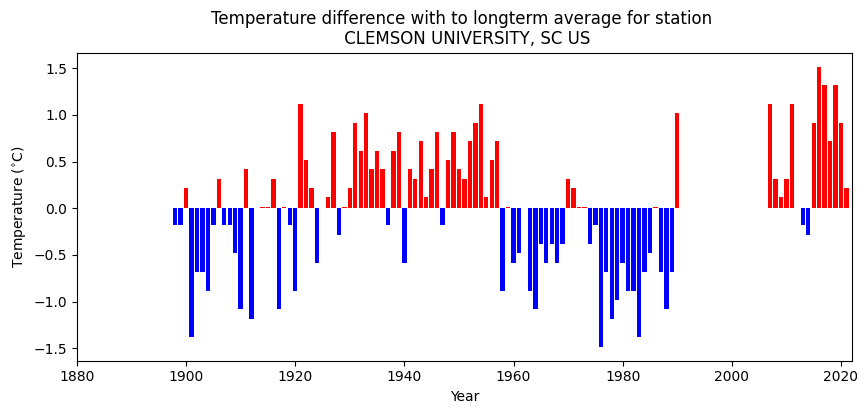 Temperature difference with to longterm average for station
CLEMSON UNIVERSITY, SC US
1.5
1.0
0.5
0.0
−0.5
−1.0
−1.5
Temperature (°C)
1880 1900 1920 1940 1960 1980 2000 2020
Year